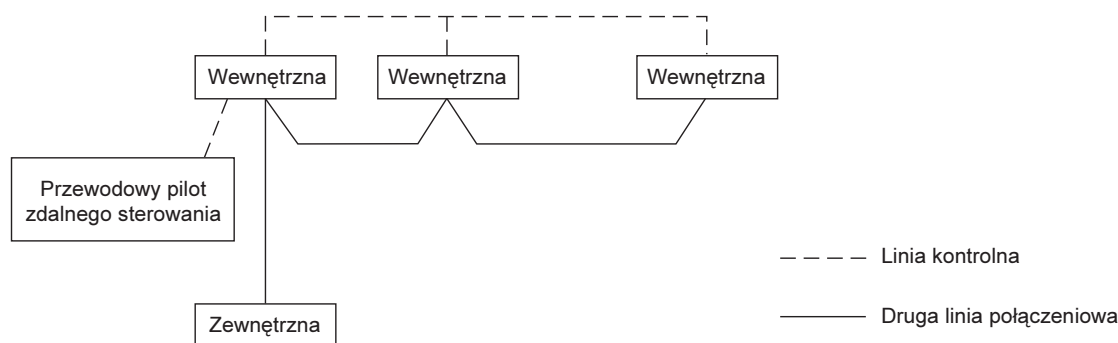 Wewnętrzna
Wewnętrzna
Wewnętrzna
Przewodowy pilot
zdalnego sterowania
Linia kontrolna
Zewnętrzna
Druga linia połączeniowa